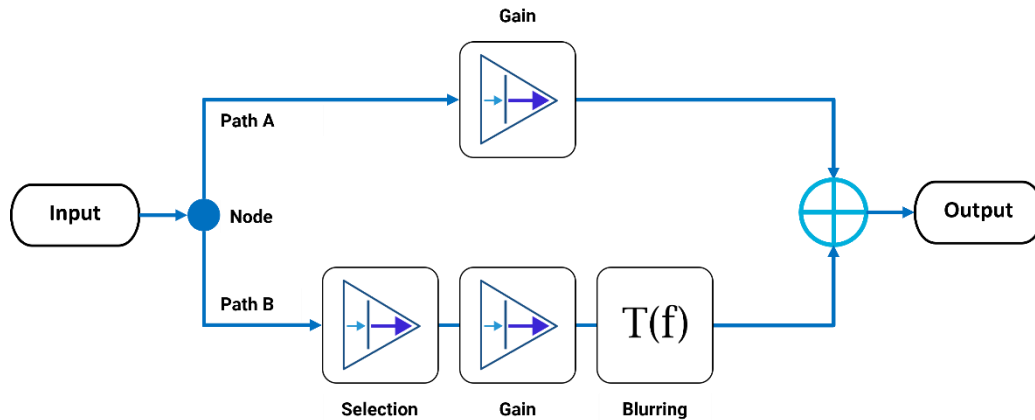 Gain
Path A
Input
Node
Output
Path B
T(f)
Selection
Gain
Blurring